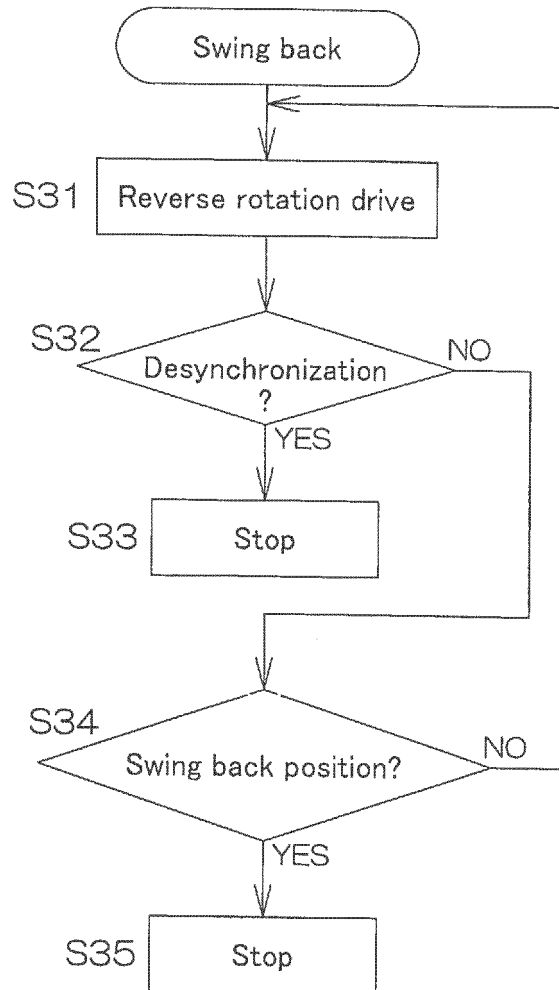 Swing back
S31
Reverse rotation drive
S32
Desynchronization
?
NO
YES
S33
Stop
S34
Swing back position?
NO
YES
S35
Stop